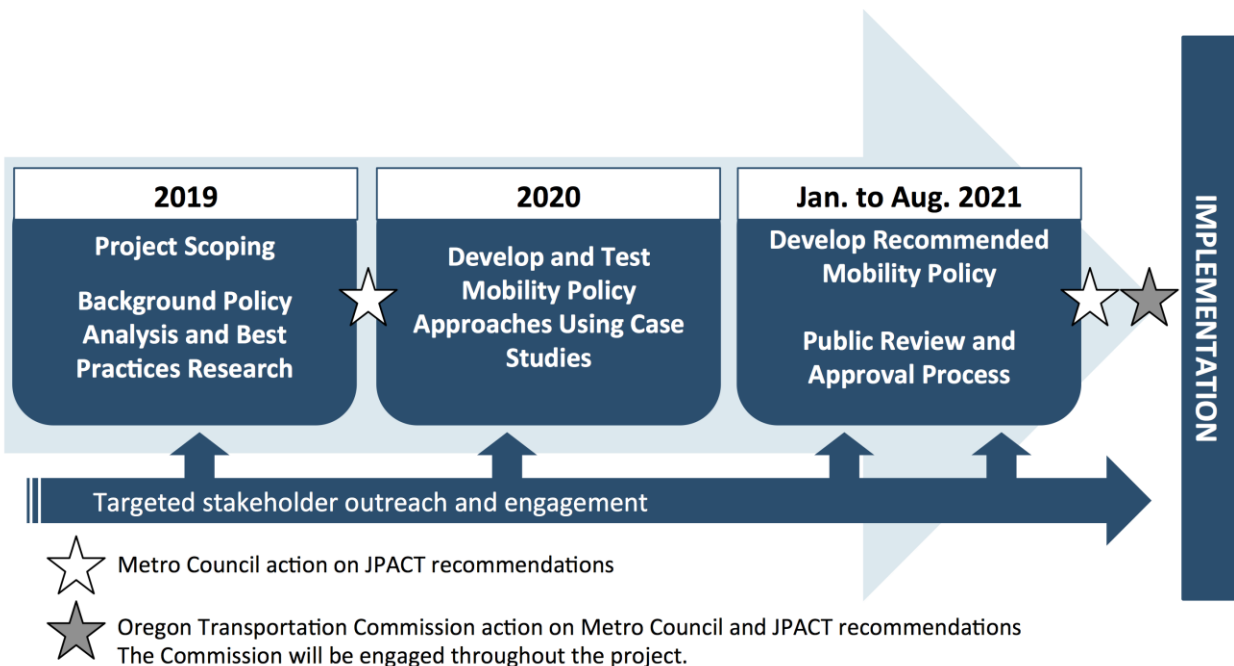 2019
Project Scoping
Background Policy
Analysis and Best
Practices Research
2020
Develop and Test
Mobility Policy
Approaches Using Case
Studies
Jan. to Aug. 2021
Develop Recommended
Mobility Policy
Public Review and
Approval Process
IMPLEMENTATION
Targeted stakeholder outreach and engagement
Metro Council action on JPACT recommendations
Oregon Transportation Commission action on Metro Council and JPACT recommendations
The Commission will be engaged throughout the project.